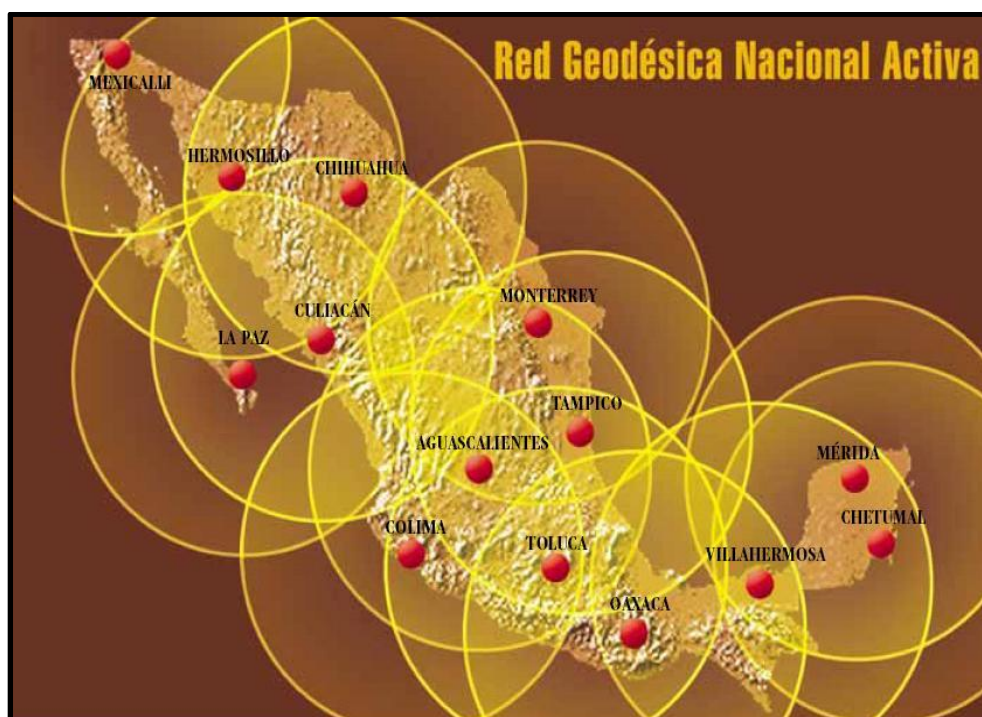 Red Geodésica Nacional Activa
MEXICALLI
HERMOSILLO
CHIHUAHUA
MONTERREY
CULIACÁN
LA PAZ
TAMPICO
AGUASCALIENTES
MÉRIDA
CHETUMAL
COLIMA
TOLUCA
VILLAHERMOSA
OAXACA